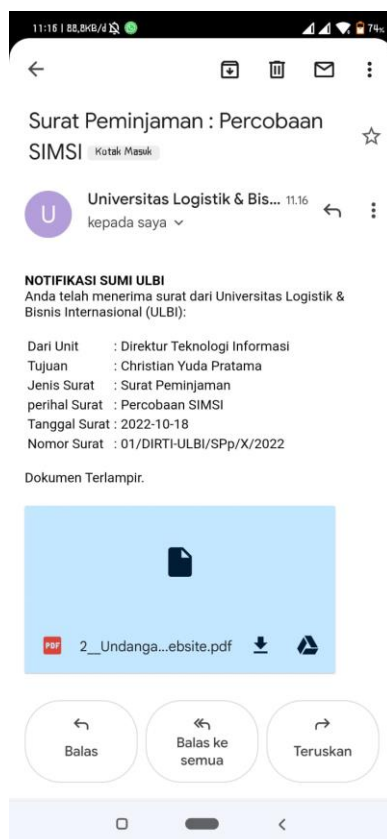 11:16 | 88,8KB/d
74%
Surat Peminjaman : Percobaan
SIMSI Kotak Masuk
U
Universitas Logistik & Bis... 11.16
kepada saya
NOTIFIKASI SUMI ULBI
Anda telah menerima surat dari Universitas Logistik &
Bisnis Internasional (ULBI):
Dari Unit : Direktur Teknologi Informasi
Tujuan : Christian Yuda Pratama
Jenis Surat : Surat Peminjaman
perihal Surat : Percobaan SIMSI
Tanggal Surat : 2022-10-18
Nomor Surat : 01/DIRTI-ULBI/SPp/X/2022
Dokumen Terlampir.
PDF 2__Undanga...ebsite.pdf
Balas
Balas ke
semua
Teruskan